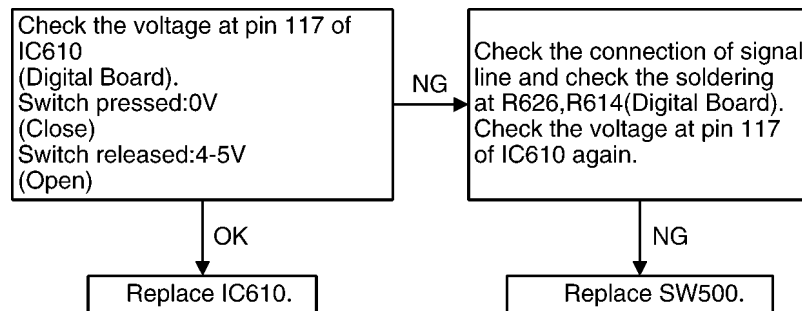 Check the voltage at pin 117 of
IC610
(Digital Board).
Switch pressed:0V
(Close)
Switch released:4-5V
(Open)
NG
Check the connection of signal
line and check the soldering
at R626,R614(Digital Board).
Check the voltage at pin 117
of IC610 again.
OK
NG
Replace IC610.
Replace SW500.